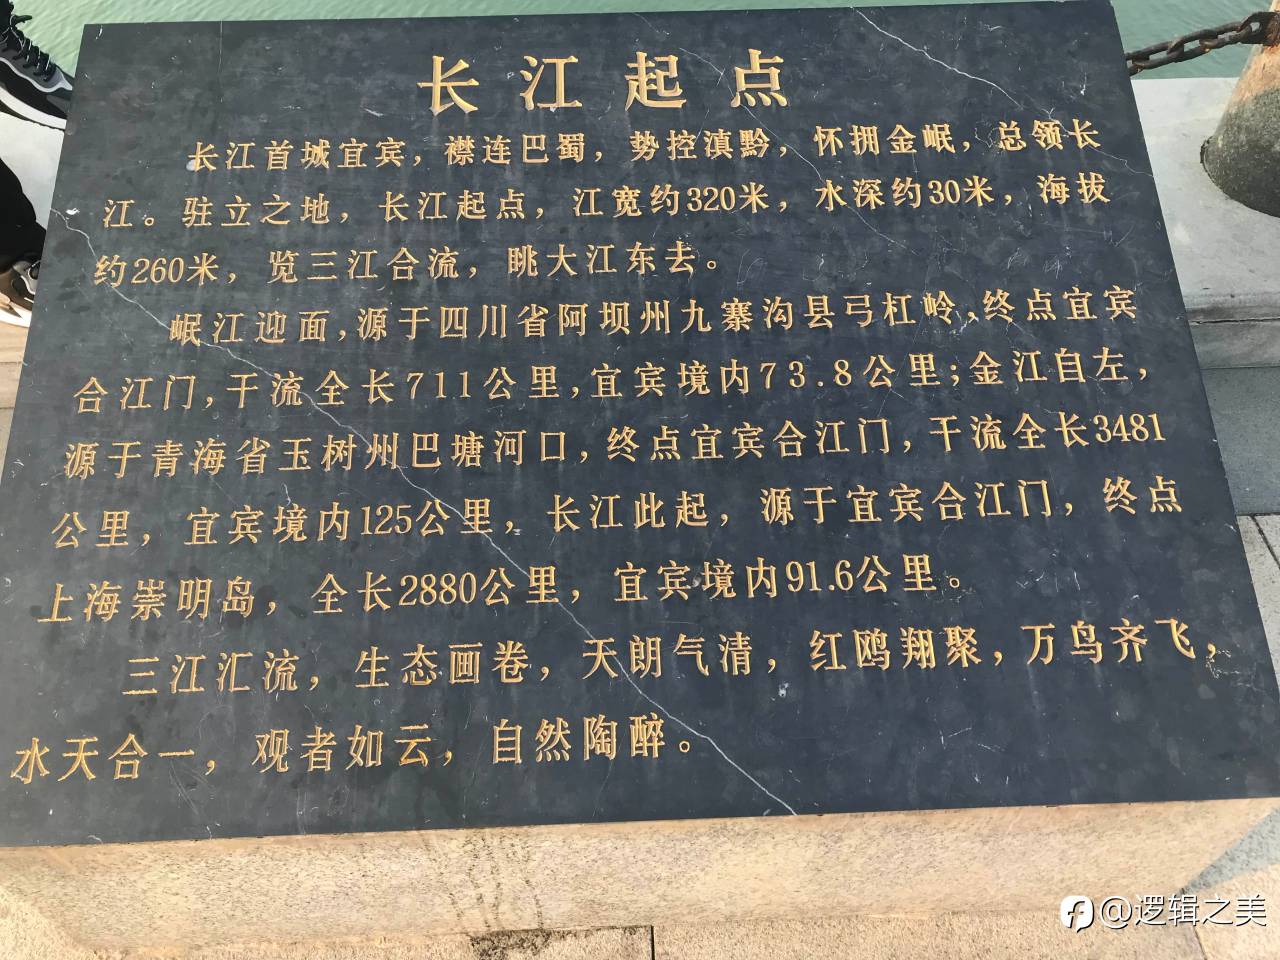 长江起点
长江首城宜宾，襟连巴蜀，势控滇黔，怀拥金岷，总领长
江。驻立之地，长江起点，江宽约320米，水深约30米，海拔
约260米，览三江合流，眺大江东去。
岷江迎面，源于四川省阿坝州九寨沟县弓杠岭、终点宜宾
合江门，干流全长711公里，宜宾境内73.8公里；金江自左，
源于青海省玉树州巴塘河口，终点宜宾合江门，干流全长3481
公里，宜宾境内125公里，长江此起，源于宜宾合江门，终点
上海崇明岛，全长2880公里，宜宾境内91.6公里。
三江汇流，生态画卷，天朗气清，红鸥翔聚，万鸟齐飞，
水天合一，观者如云，自然陶醉。
@逻辑之美